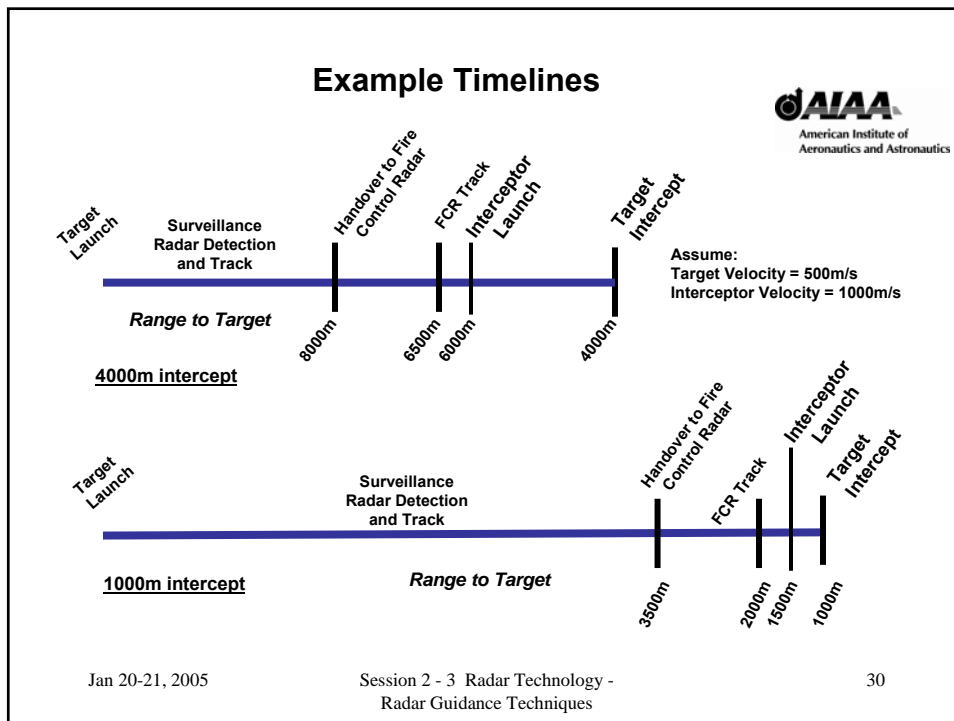 Example Timelines
AIAA
American Institute of
Aeronautics and Astronautics
Target
Launch
Surveillance
Radar Detection
and Track
Handover to Fire
Control Radar
FCR Track
Interceptor
Launch
Target
Intercept
Assume:
Target Velocity = 500m/s
Interceptor Velocity = 1000m/s
Range to Target
8000m
6500m
6000m
4000m
4000m intercept
Target
Launch
Surveillance
Radar Detection
and Track
Handover to Fire
Control Radar
FCR Track
Interceptor
Launch
Target
Intercept
1000m intercept
Range to Target
3500m
2000m
1500m
1000m
Jan 20-21, 2005
Session 2 - 3 Radar Technology -
Radar Guidance Techniques
30